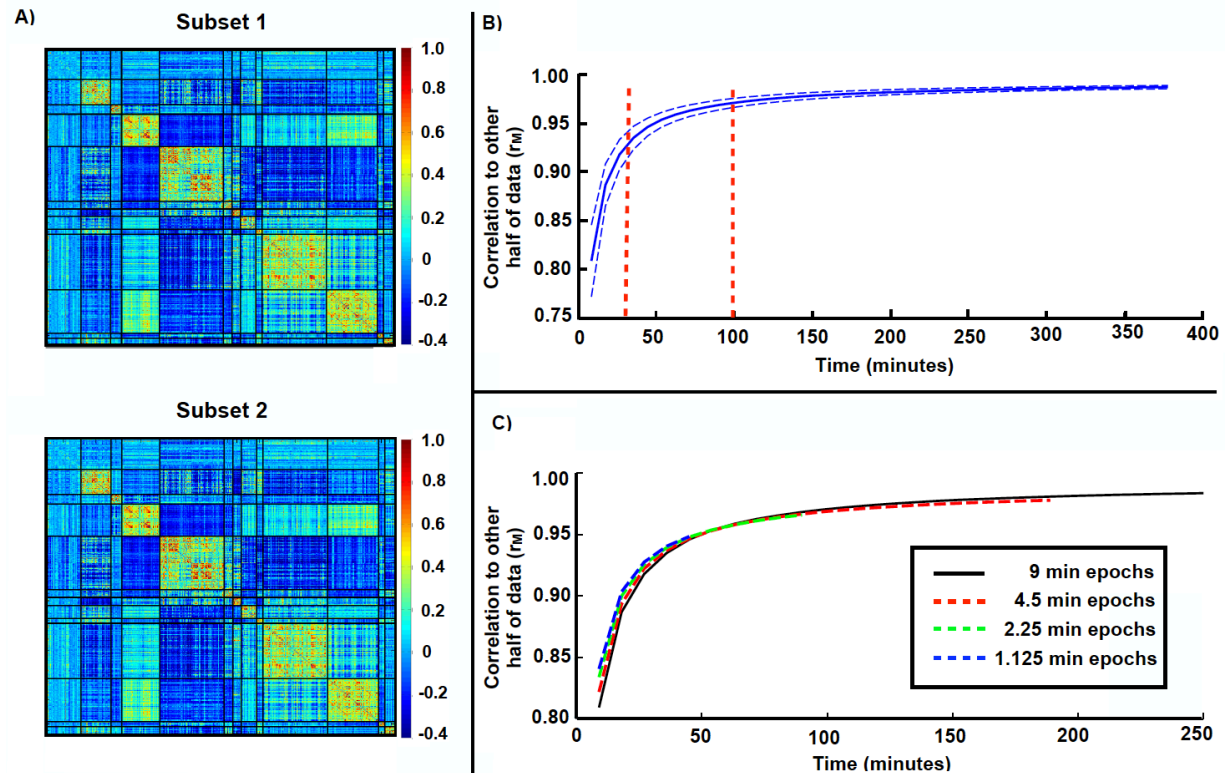 A)
Subset 1
1.0
0.8
0.6
0.4
0.2
0
-0.2
-0.4
Subset 2
1.0
0.8
0.6
0.4
0.2
0
-0.2
-0.4
B)
Correlation to other
half of data (rM)
1.00
0.95
0.90
0.85
0.80
0.75
0 50 100 150 200 250 300 350 400
Time (minutes)
C)
Correlation to other
half of data (rM)
1.00
0.95
0.90
0.85
0.80
0 50 100 150 200 250
Time (minutes)
9 min epochs
4.5 min epochs
2.25 min epochs
1.125 min epochs